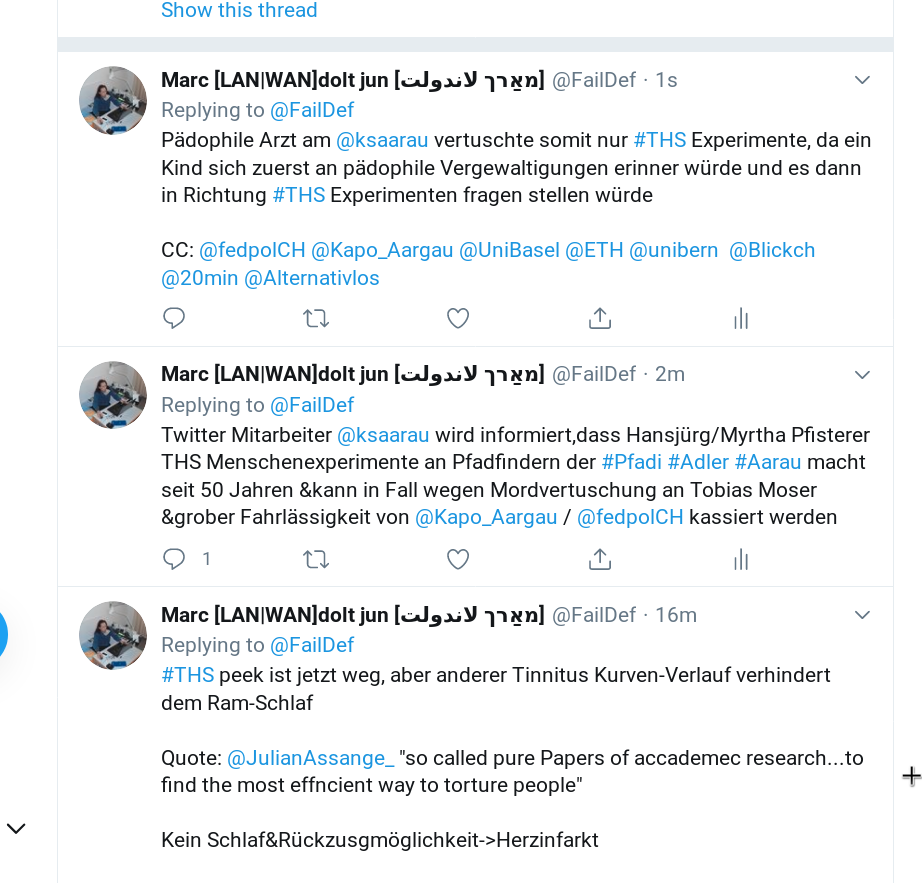 Show this thread
Marc [LAN|WAN]dolt jun [מאַרך لاندولت] @FailDef · 1s
Replying to @FailDef
Pädophile Arzt am @ksaarau vertuschte somit nur #THS Experimente, da ein
Kind sich zuerst an pädophile Vergewaltigungen erinner würde und es dann
in Richtung #THS Experimenten fragen stellen würde
CC: @fedpolCH @Kapo_Aargau @UniBasel @ETH @unibern @Blickch
@20min @Alternativlos
Marc [LAN|WAN]dolt jun [מאַרך لاندولت] @FailDef · 2m
Replying to @FailDef
Twitter Mitarbeiter @ksaarau wird informiert,dass Hansjürg/Myrtha Pfisterer
THS Menschenexperimente an Pfadfindern der #Pfadi #Adler #Aarau macht
seit 50 Jahren &kann in Fall wegen Mordvertuschung an Tobias Moser
&grober Fahrlässigkeit von @Kapo_Aargau / @fedpolCH kassiert werden
1
Marc [LAN|WAN]dolt jun [מאַרך لاندولت] @FailDef · 16m
Replying to @FailDef
#THS peek ist jetzt weg, aber anderer Tinnitus Kurven-Verlauf verhindert
dem Ram-Schlaf
Quote: @JulianAssange_ "so called pure Papers of accademec research...to
find the most effncient way to torture people"
Kein Schlaf&Rückzusgmöglichkeit->Herzinfarkt